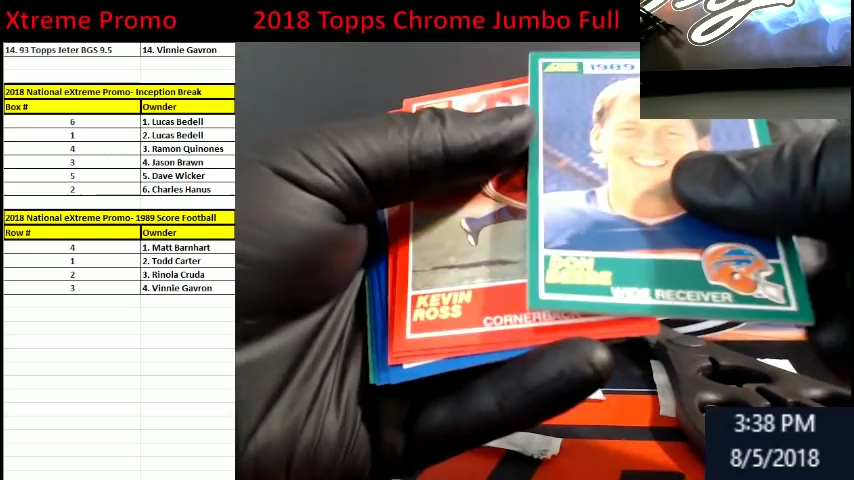 Xtreme Promo
2018 Topps Chrome Jumbo Full
14. 93 Topps Jeter BGS 9.5 14. Vinnie Gavron
2018 National eXtreme Promo- Inception Break
Box # Ownder
6 1. Lucas Bedell
1 2. Lucas Bedell
4 3. Ramon Quinones
3 4. Jason Brawn
5 5. Dave Wicker
2 6. Charles Hanus
2018 National eXtreme Promo- 1989 Score Football
Row # Ownder
4 1. Matt Barnhart
1 2. Todd Carter
2 3. Rinola Cruda
3 4. Vinnie Gavron
SCORE 1989
DON
BEEBE
WIDE RECEIVER
KEVIN
ROSS
CORNERBACK
3:38 PM
8/5/2018